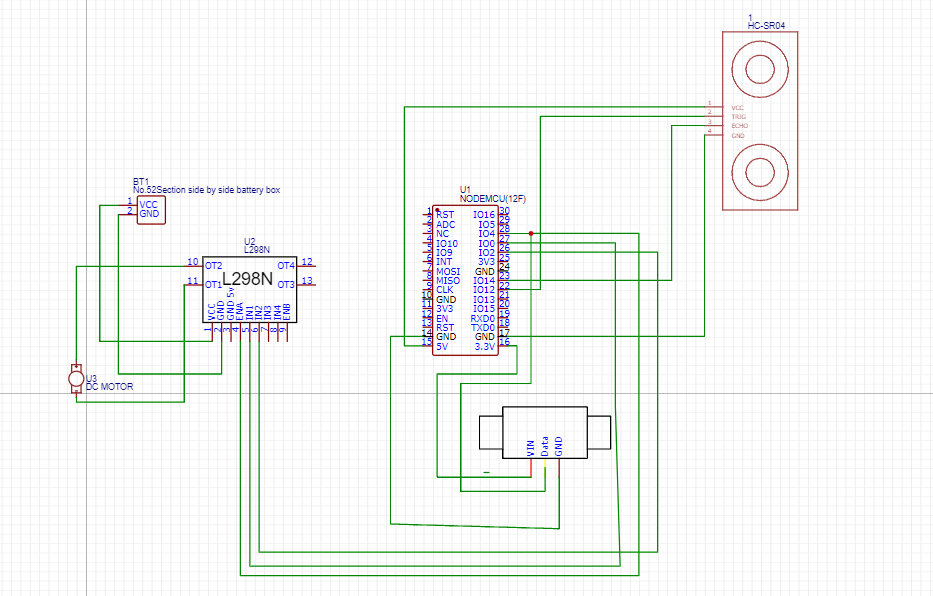 1
HC-SR04
1 VCC
2 TRIG
3 ECHO
4 GND
BT1
No.52Section side by side battery box
1 VCC
2 GND
U1
NODEMCU(12F)
1 RST IO16 30
2 ADC IO5 29
3 NC IO4 28
4 IO10 IO0 27
5 IO9 IO2 26
6 INT 3V3 25
7 MOSI GND 24
8 MISO IO14 23
9 CLK IO12 22
10 GND IO13 21
11 3V3 IO15 20
12 EN RXD0 19
13 RST TXD0 18
14 GND GND 17
15 5V 3.3V 16
U2
L298N
10 OT2 OT4 12
L298N
11 OT1 OT3 13
VCC GND GND 5v ENA IN1 IN2 IN3 IN4 ENB
1 2 3 4 5 6 7 8 9
U3
DC MOTOR
VIN Data GND